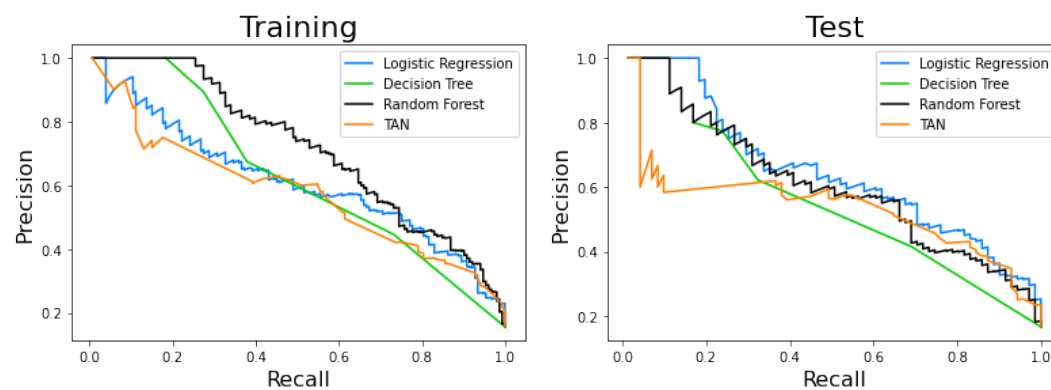 Training
Precision
1.0
0.8
0.6
0.4
0.2
Logistic Regression
Decision Tree
Random Forest
TAN
0.0 0.2 0.4 0.6 0.8 1.0
Recall
Test
Precision
1.0
0.8
0.6
0.4
0.2
Logistic Regression
Decision Tree
Random Forest
TAN
0.0 0.2 0.4 0.6 0.8 1.0
Recall